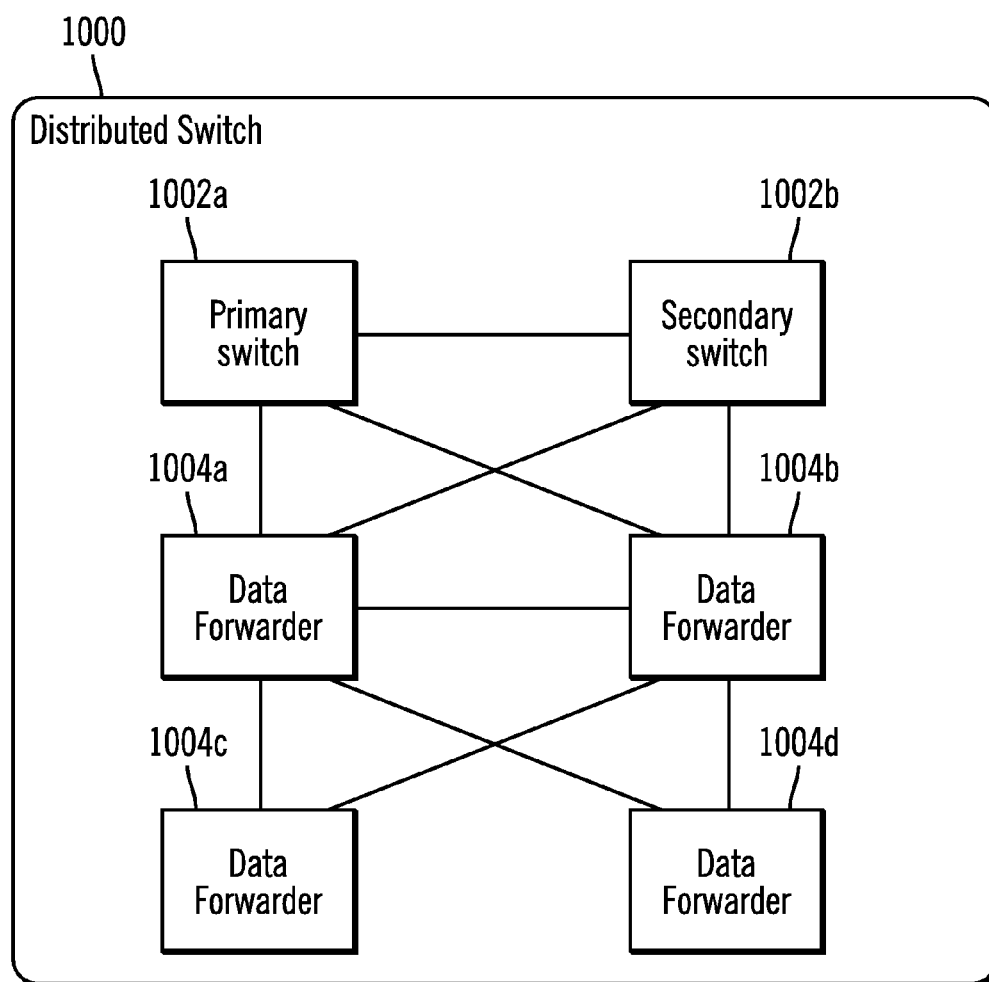 1000
Distributed Switch
1002a
1002b
Primary
switch
Secondary
switch
1004a
1004b
Data
Forwarder
Data
Forwarder
1004c
1004d
Data
Forwarder
Data
Forwarder